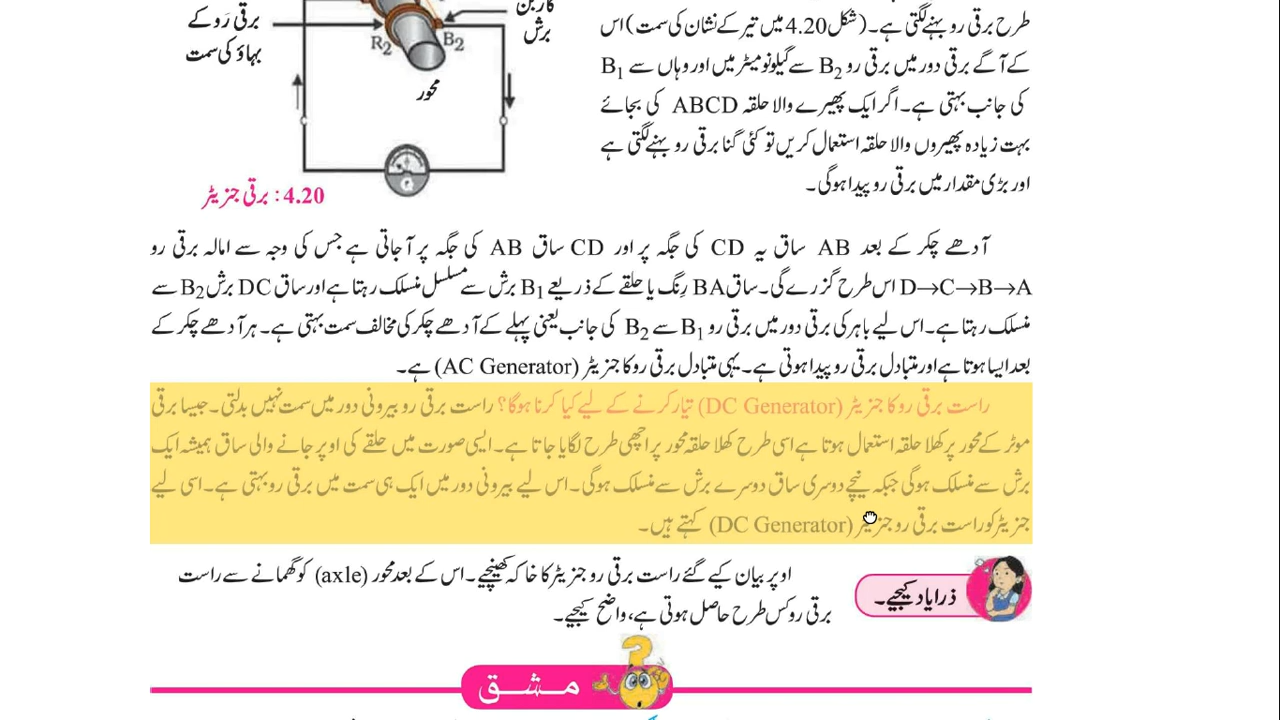 طرح برقی رو بہنے لگتی ہے۔ (شکل 4.20 میں تیر کے نشان کی سمت) اس
کے آگے برقی دور میں برقی رو B2 سے گیلونومیٹر میں اور وہاں سے B1
کی جانب بہتی ہے۔ اگر ایک پھیرے والا حلقہ ABCD کی بجائے
بہت زیادہ پھیروں والا حلقہ استعمال کریں تو کئی گنا برقی رو بہنے لگتی ہے
اور بڑی مقدار میں برقی رو پیدا ہوگی۔
کاربن
برش
برقی رَو کے
بہاؤ کی سمت
R2
B2
محور
G
4.20 : برقی جنریٹر
آدھے چکر کے بعد AB ساق یہ CD کی جگہ پر اور CD ساق AB کی جگہ پر آجاتی ہے جس کی وجہ سے امالہ برقی رو
D→C→B→A اس طرح گزرے گی۔ ساق BA رِنگ یا حلقے کے ذریعے B1 برش سے مسلسل منسلک رہتا ہے اور ساق DC برش B2 سے
منسلک رہتا ہے۔ اس لیے باہر کی برقی دور میں برقی رو B1 سے B2 کی جانب یعنی پہلے کے آدھے چکر کی مخالف سمت بہتی ہے۔ ہر آدھے چکر کے
بعد ایسا ہوتا ہے اور متبادل برقی رو پیدا ہوتی ہے۔ یہی متبادل برقی رو کا جنریٹر (AC Generator) ہے۔
راست برقی رو کا جنریٹر (DC Generator) تیار کرنے کے لیے کیا کرنا ہوگا؟ راست برقی رو بیرونی دور میں سمت نہیں بدلتی۔ جیسا برقی
موٹر کے محور پر کھلا حلقہ استعمال ہوتا ہے اسی طرح کھلا حلقہ محور پر اچھی طرح لگایا جاتا ہے۔ ایسی صورت میں حلقے کی اوپر جانے والی ساق ہمیشہ ایک
برش سے منسلک ہوگی جبکہ نیچے دوسری ساق دوسرے برش سے منسلک ہوگی۔ اس لیے بیرونی دور میں ایک ہی سمت میں برقی رو بہتی ہے۔ اسی لیے
جنریٹر کو راست برقی رو جنریٹر (DC Generator) کہتے ہیں۔
ذرا یاد کیجیے۔
اوپر بیان کیے گئے راست برقی رو جنریٹر کا خاکہ کھینچیے۔ اس کے بعد محور (axle) کو گھمانے سے راست
برقی رو کس طرح حاصل ہوتی ہے، واضح کیجیے۔
مشق